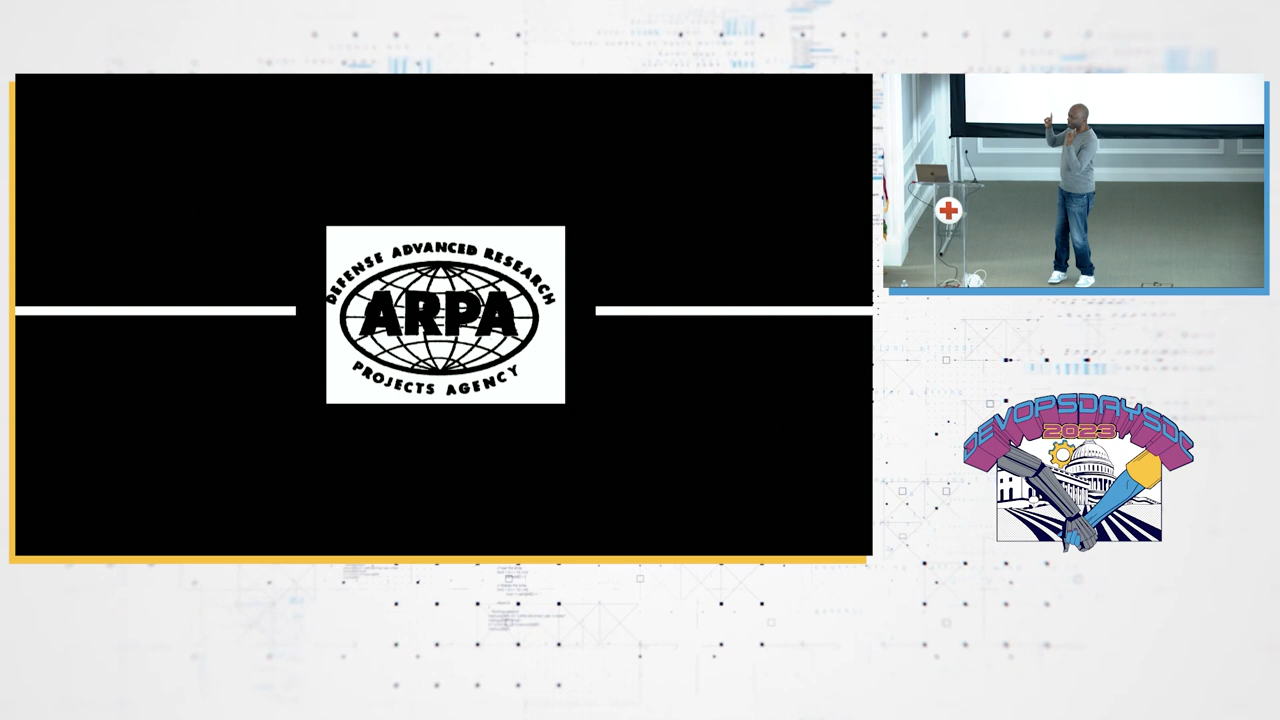 DEFENSE ADVANCED RESEARCH
ARPA
PROJECTS AGENCY
DEVOPSDAYSDC
2023